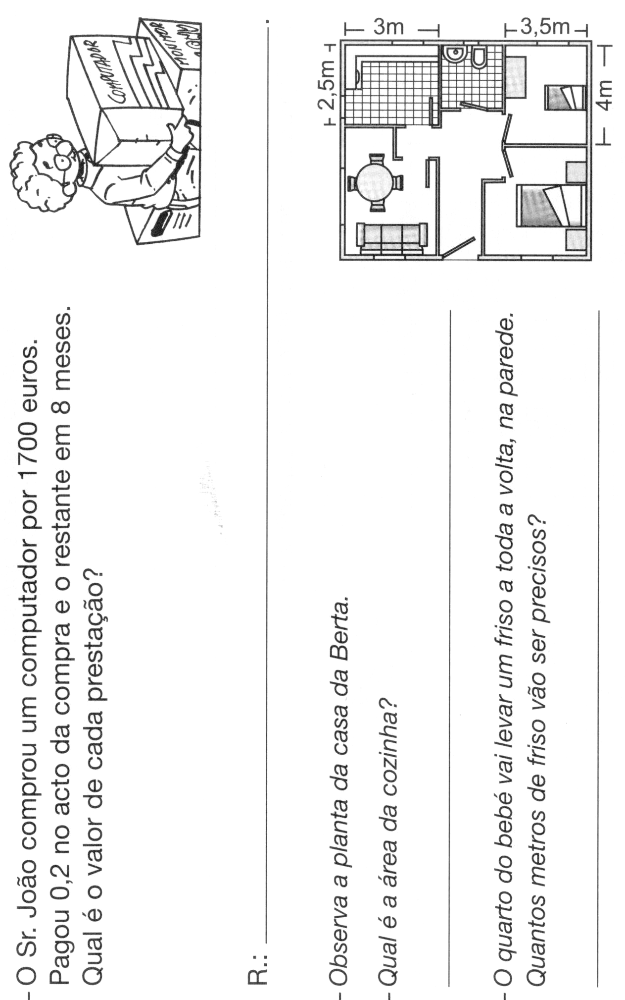 - O Sr. João comprou um computador por 1700 euros.
Pagou 0,2 no acto da compra e o restante em 8 meses.
Qual é o valor de cada prestação?
COMPUTADOR
MONITOR
R.: ______.
- Observa a planta da casa da Berta.
- Qual é a área da cozinha?
- O quarto do bebé vai levar um friso a toda a volta, na parede.
Quantos metros de friso vão ser precisos?
2,5m
3m
3,5m
4m